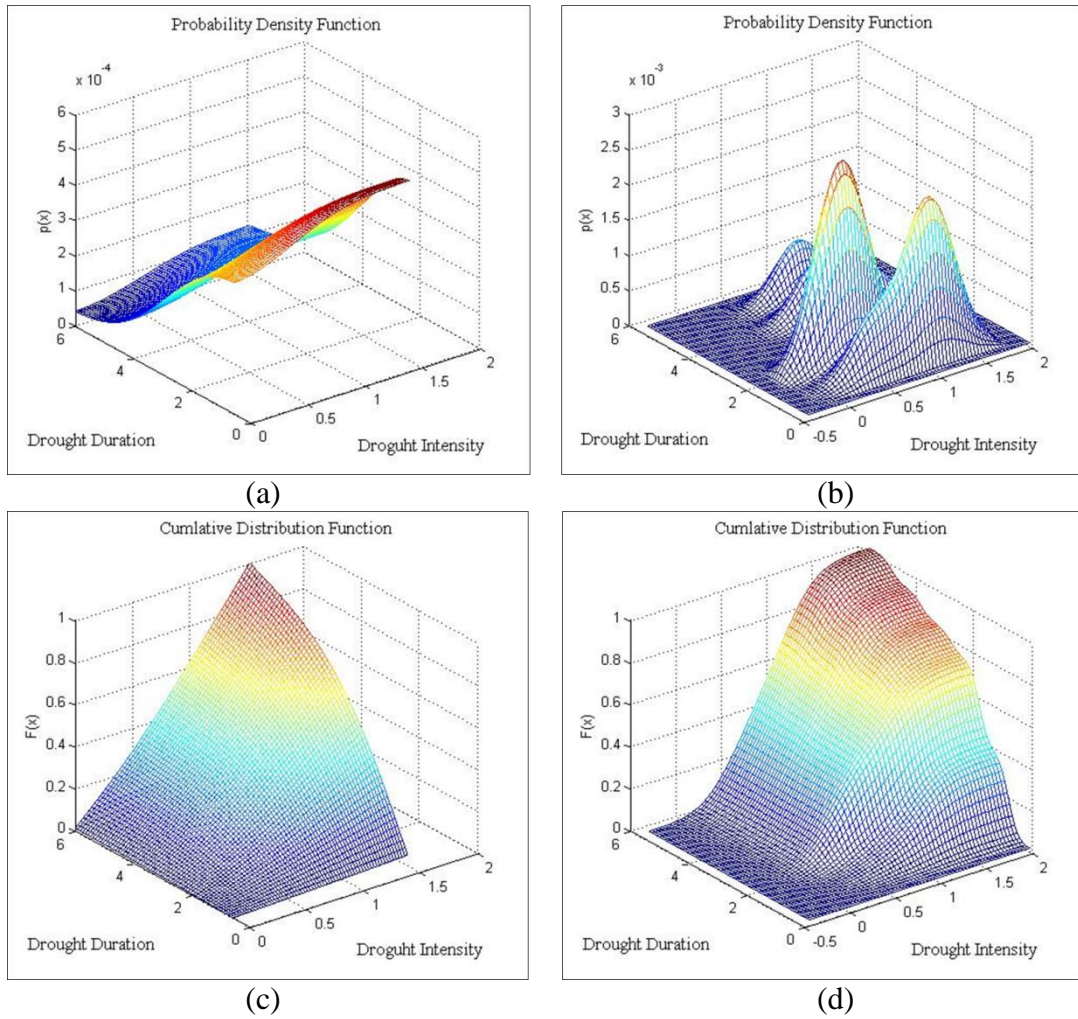 Probability Density Function
x 10^-4
6
5
4
3
2
1
0
p(x)
6
4
2
0
Drought Duration
0
0.5
1
1.5
2
Droguht Intensity
(a)
Probability Density Function
x 10^-3
3
2.5
2
1.5
1
0.5
0
p(x)
6
4
2
0
Drought Duration
-0.5
0
0.5
1
1.5
2
Drought Intensity
(b)
Cumlative Distribution Function
1
0.8
0.6
0.4
0.2
0
F(x)
6
4
2
0
Drought Duration
0
0.5
1
1.5
2
Droguht Intensity
(c)
Cumlative Distribution Function
1
0.8
0.6
0.4
0.2
0
F(x)
6
4
2
0
Drought Duration
-0.5
0
0.5
1
1.5
2
Drought Intensity
(d)